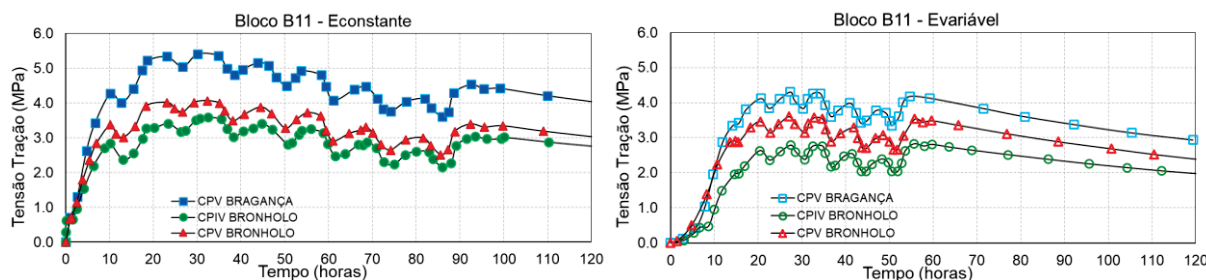 Bloco B11 - Econstante
Tensão Tração (MPa)
6.0
5.0
4.0
3.0
2.0
1.0
0.0
CPV BRAGANÇA
CPIV BRONHOLO
CPV BRONHOLO
0 10 20 30 40 50 60 70 80 90 100 110 120
Tempo (horas)
Bloco B11 - Evariável
Tensão Tração (MPa)
6.0
5.0
4.0
3.0
2.0
1.0
0.0
CPV BRAGANÇA
CPIV BRONHOLO
CPV BRONHOLO
0 10 20 30 40 50 60 70 80 90 100 110 120
Tempo (horas)